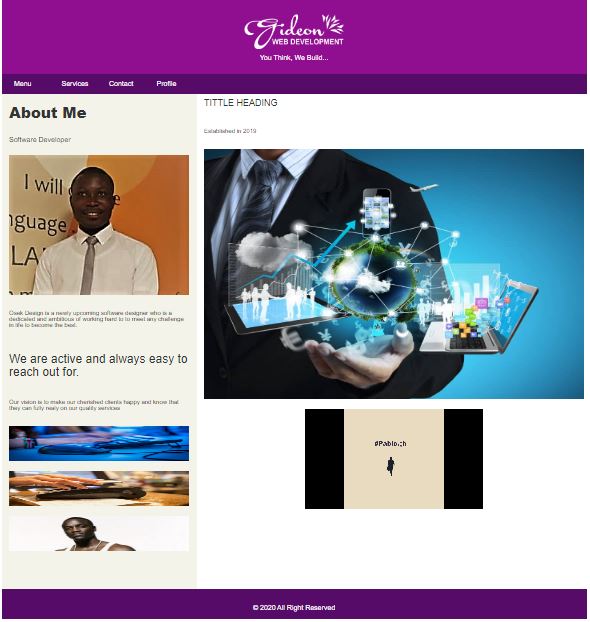 Gideon
WEB DEVELOPMENT
You Think, We Build...
Menu Services Contact Profile
About Me
Software Developer
I will
nguage
LA
Osek Design is a newly upcoming software designer who is a
dedicated and ambitious of working hard to to meet any challenge
in life to become the best.
We are active and always easy to
reach out for.
Our vision is to make our cherished clients happy and know that
they can fully realy on our quality services
TITTLE HEADING
Established in 2019
#Pablo.gh
© 2020 All Right Reserved